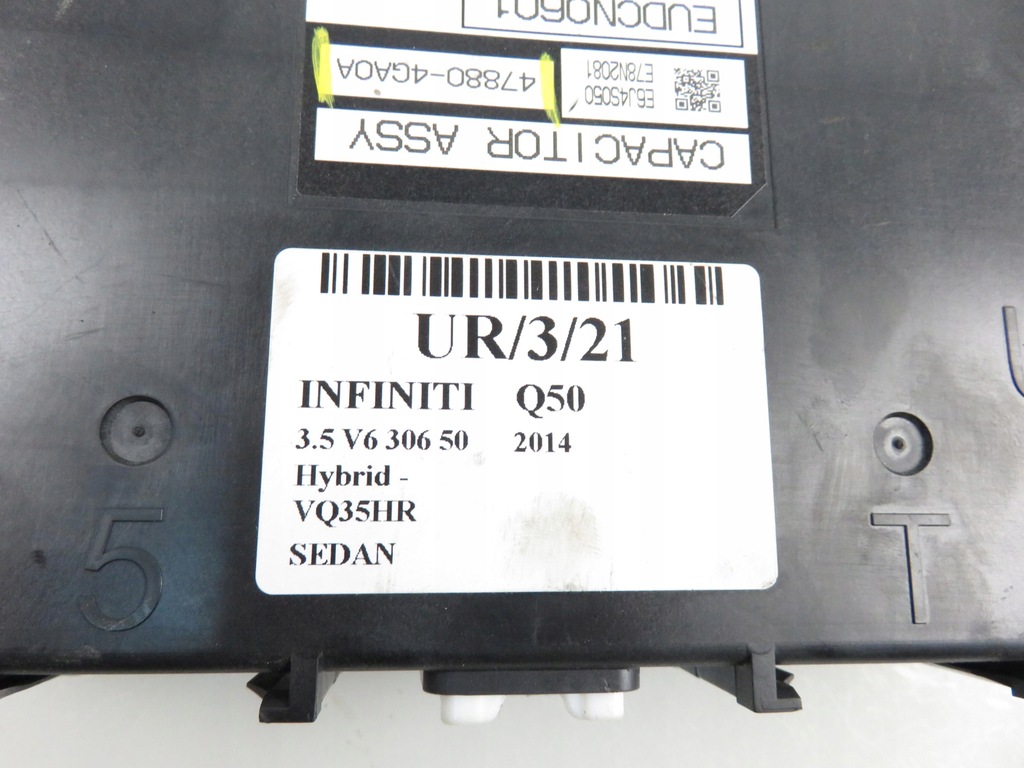 EUDCN0601
47880-4GA0A
E6J4S050
E78N2081
CAPACITOR ASSY
UR/3/21
INFINITI Q50
3.5 V6 306 50 2014
Hybrid -
VQ35HR
SEDAN
5
T